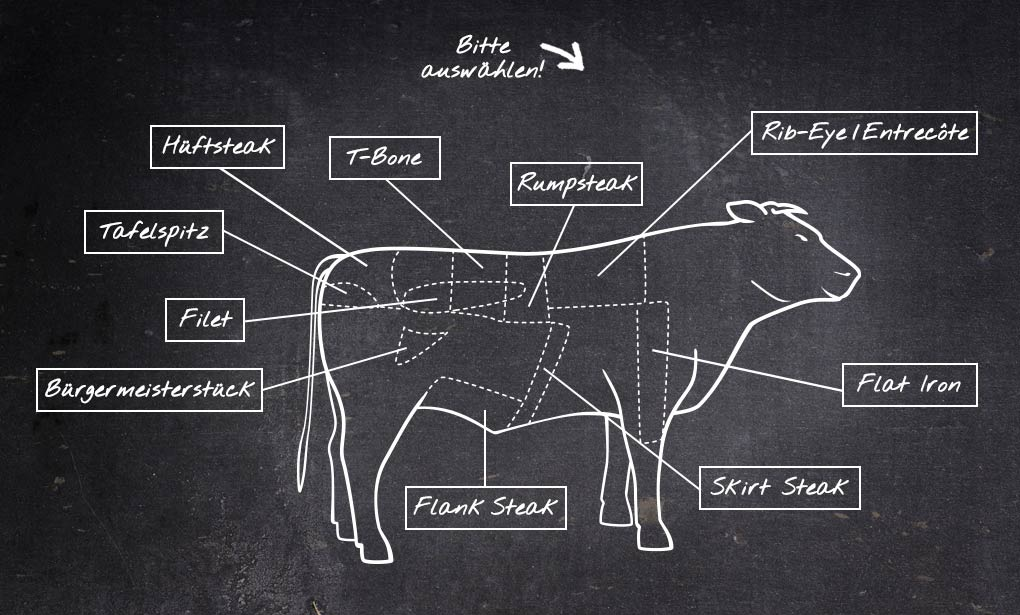 Bitte
auswählen!
Rib-Eye/Entrecôte
Hüftsteak
T-Bone
Rumpsteak
Tafelspitz
Filet
Bürgermeisterstück
Flat Iron
Skirt Steak
Flank Steak